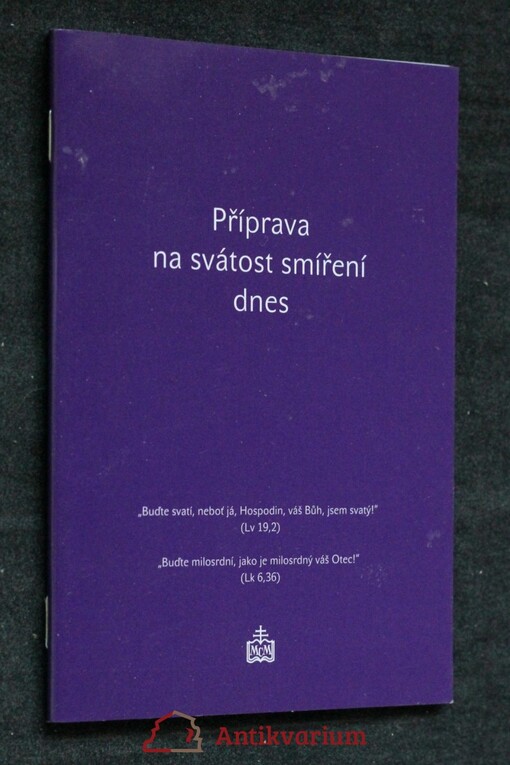 Příprava
na svátost smíření
dnes
„Buďte svatí, neboť já, Hospodin, váš Bůh, jsem svatý!“
(Lv 19,2)
„Buďte milosrdní, jako je milosrdný váš Otec!“
(Lk 6,36)
MCM
Antikvarium